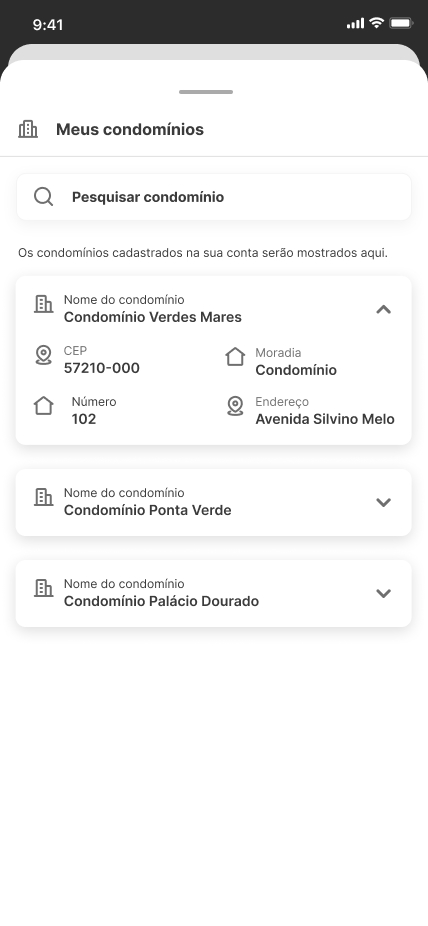 9:41
Meus condomínios
Pesquisar condomínio
Os condomínios cadastrados na sua conta serão mostrados aqui.
Nome do condomínio
Condomínio Verdes Mares
CEP
57210-000
Moradia
Condomínio
Número
102
Endereço
Avenida Silvino Melo
Nome do condomínio
Condomínio Ponta Verde
Nome do condomínio
Condomínio Palácio Dourado